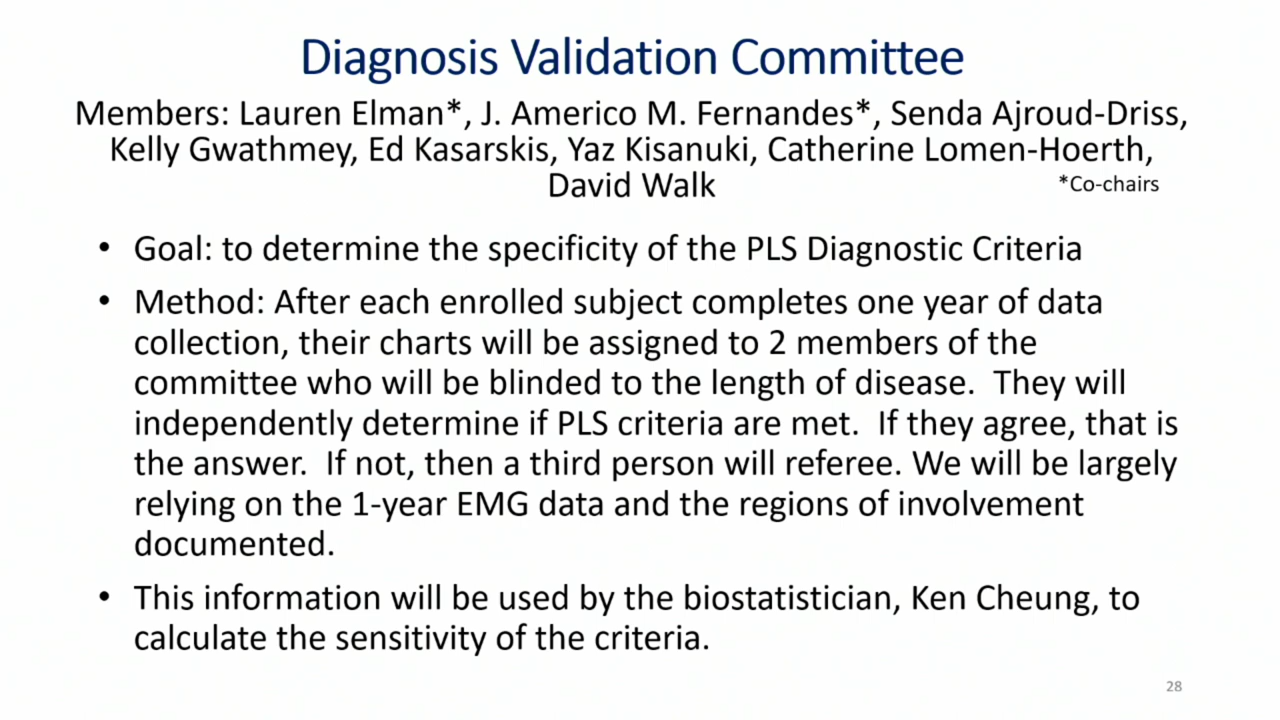 Diagnosis Validation Committee
Members: Lauren Elman*, J. Americo M. Fernandes*, Senda Ajroud-Driss,
Kelly Gwathmey, Ed Kasarskis, Yaz Kisanuki, Catherine Lomen-Hoerth,
David Walk
*Co-chairs
• Goal: to determine the specificity of the PLS Diagnostic Criteria
• Method: After each enrolled subject completes one year of data
collection, their charts will be assigned to 2 members of the
committee who will be blinded to the length of disease. They will
independently determine if PLS criteria are met. If they agree, that is
the answer. If not, then a third person will referee. We will be largely
relying on the 1-year EMG data and the regions of involvement
documented.
• This information will be used by the biostatistician, Ken Cheung, to
calculate the sensitivity of the criteria.
28